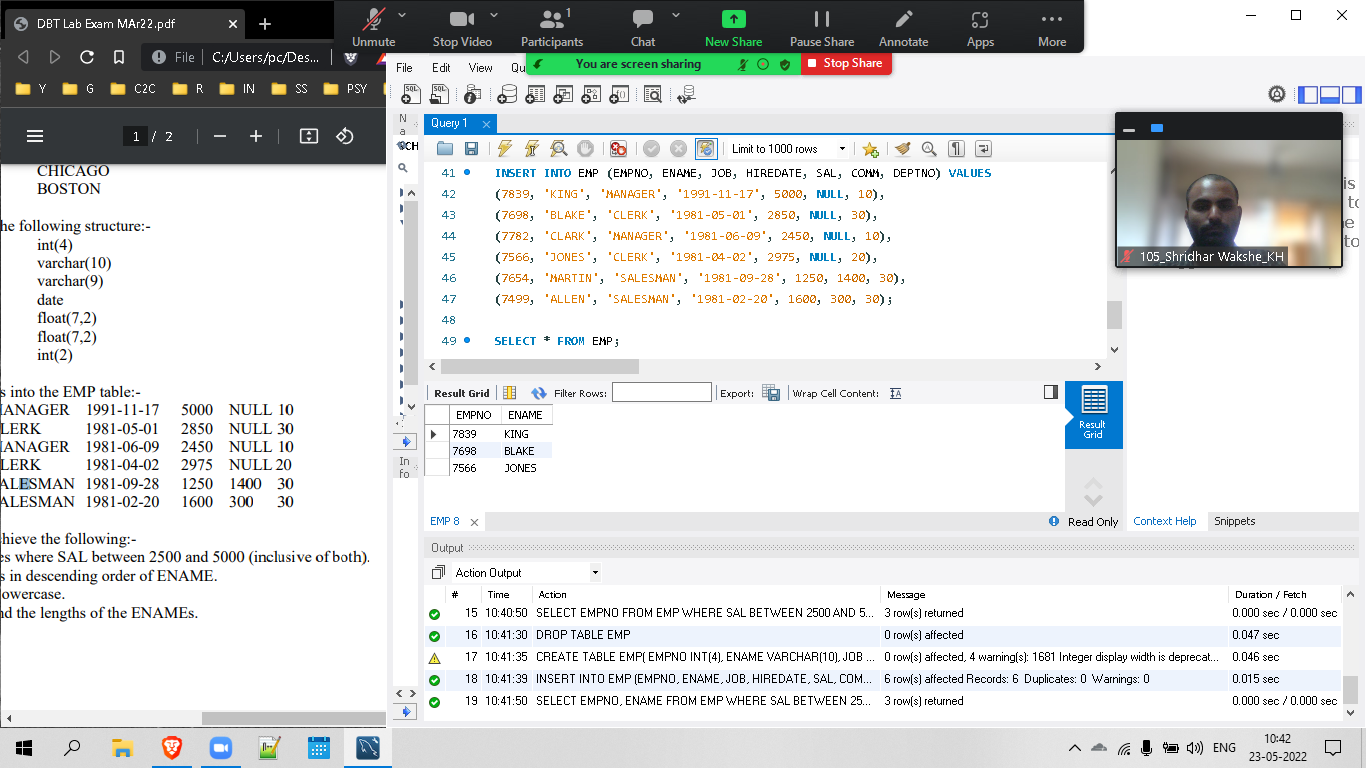 DBT Lab Exam MAr22.pdf
File C:/Users/pc/Des...
Y G C2C R IN SS PSY
1 / 2
CHICAGO
BOSTON
he following structure:-
int(4)
varchar(10)
varchar(9)
date
float(7,2)
float(7,2)
int(2)
s into the EMP table:-
MANAGER 1991-11-17 5000 NULL 10
LERK 1981-05-01 2850 NULL 30
MANAGER 1981-06-09 2450 NULL 10
LERK 1981-04-02 2975 NULL 20
ALESMAN 1981-09-28 1250 1400 30
ALESMAN 1981-02-20 1600 300 30
chieve the following:-
es where SAL between 2500 and 5000 (inclusive of both).
s in descending order of ENAME.
owercase.
nd the lengths of the ENAMEs.
Unmute Stop Video Participants 1 Chat New Share Pause Share Annotate Apps More
You are screen sharing Stop Share
File Edit View Qu
Query 1
Limit to 1000 rows
41 INSERT INTO EMP (EMPNO, ENAME, JOB, HIREDATE, SAL, COMM, DEPTNO) VALUES
42 (7839, 'KING', 'MANAGER', '1991-11-17', 5000, NULL, 10),
43 (7698, 'BLAKE', 'CLERK', '1981-05-01', 2850, NULL, 30),
44 (7782, 'CLARK', 'MANAGER', '1981-06-09', 2450, NULL, 10),
45 (7566, 'JONES', 'CLERK', '1981-04-02', 2975, NULL, 20),
46 (7654, 'MARTIN', 'SALESMAN', '1981-09-28', 1250, 1400, 30),
47 (7499, 'ALLEN', 'SALESMAN', '1981-02-20', 1600, 300, 30);
48
49 SELECT * FROM EMP;
Result Grid Filter Rows: Export: Wrap Cell Content:
EMPNO ENAME
7839 KING
7698 BLAKE
7566 JONES
Result
Grid
EMP 8
Read Only
Context Help Snippets
105_Shridhar Wakshe_KH
Output
Action Output
# Time Action Message Duration / Fetch
15 10:40:50 SELECT EMPNO FROM EMP WHERE SAL BETWEEN 2500 AND 5... 3 row(s) returned 0.000 sec / 0.000 sec
16 10:41:30 DROP TABLE EMP 0 row(s) affected 0.047 sec
17 10:41:35 CREATE TABLE EMP( EMPNO INT(4), ENAME VARCHAR(10), JOB ... 0 row(s) affected, 4 warning(s): 1681 Integer display width is deprecat... 0.046 sec
18 10:41:39 INSERT INTO EMP (EMPNO, ENAME, JOB, HIREDATE, SAL, COM... 6 row(s) affected Records: 6 Duplicates: 0 Warnings: 0 0.015 sec
19 10:41:50 SELECT EMPNO, ENAME FROM EMP WHERE SAL BETWEEN 25... 3 row(s) returned 0.000 sec / 0.000 sec
ENG
10:42
23-05-2022